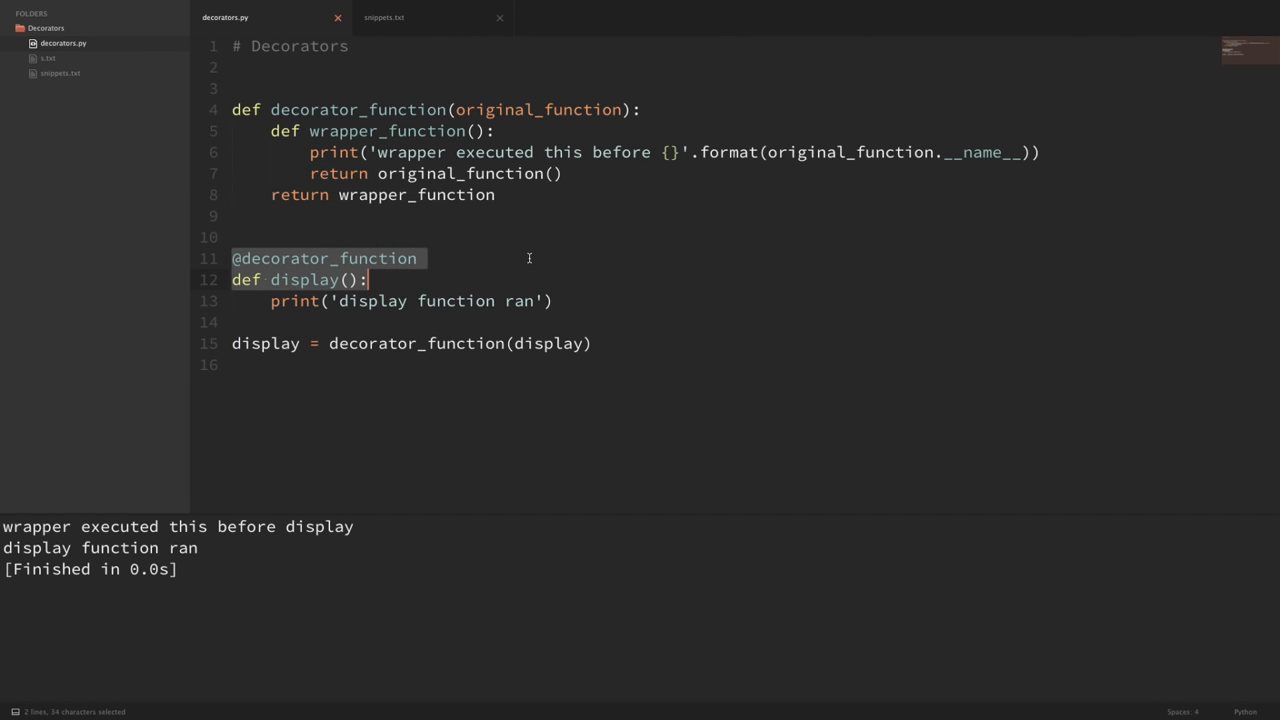 FOLDERS
Decorators
decorators.py
s.txt
snippets.txt
decorators.py
snippets.txt
1 # Decorators
2
3
4 def decorator_function(original_function):
5     def wrapper_function():
6         print('wrapper executed this before {}'.format(original_function.__name__))
7         return original_function()
8     return wrapper_function
9
10
11 @decorator_function
12 def display():
13     print('display function ran')
14
15 display = decorator_function(display)
16
wrapper executed this before display
display function ran
[Finished in 0.0s]
2 lines, 34 characters selected
Spaces: 4
Python